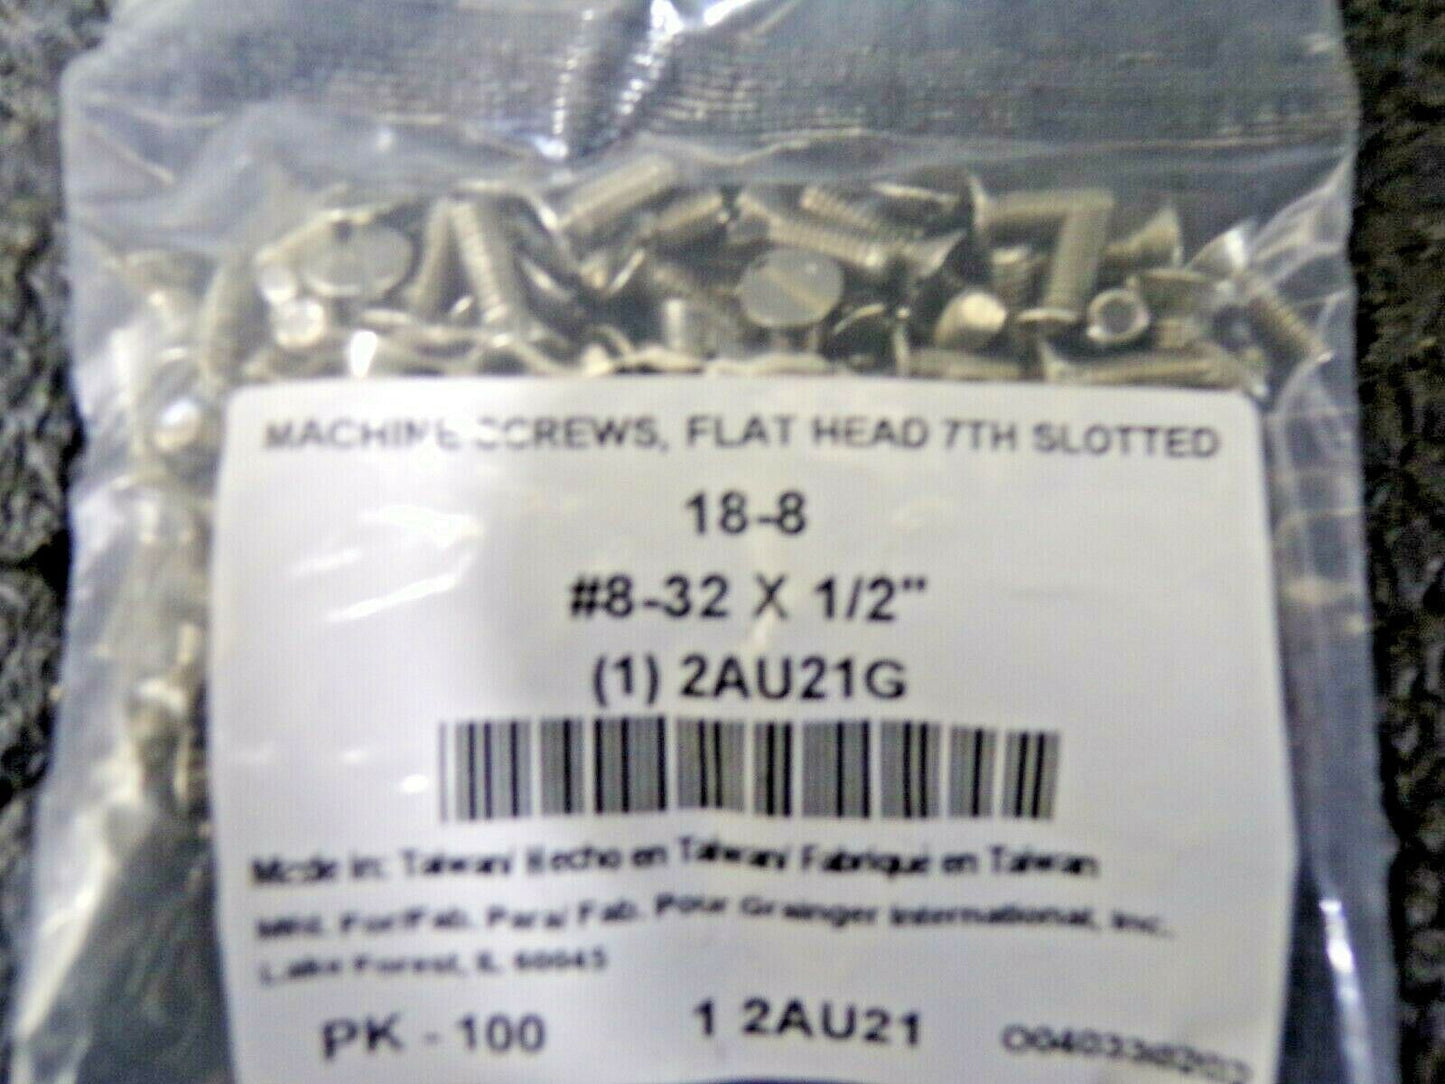 MACHINE SCREWS, FLAT HEAD 7TH SLOTTED
18-8
#8-32 X 1/2"
(1) 2AU21G
Made in: Taiwan/ Hecho en Taiwan/ Fabriqué en Taiwan
Mfd. For/Fab. Para/ Fab. Pour Grainger International, Inc.
Lake Forest, IL 60045
PK - 100 1 2AU21